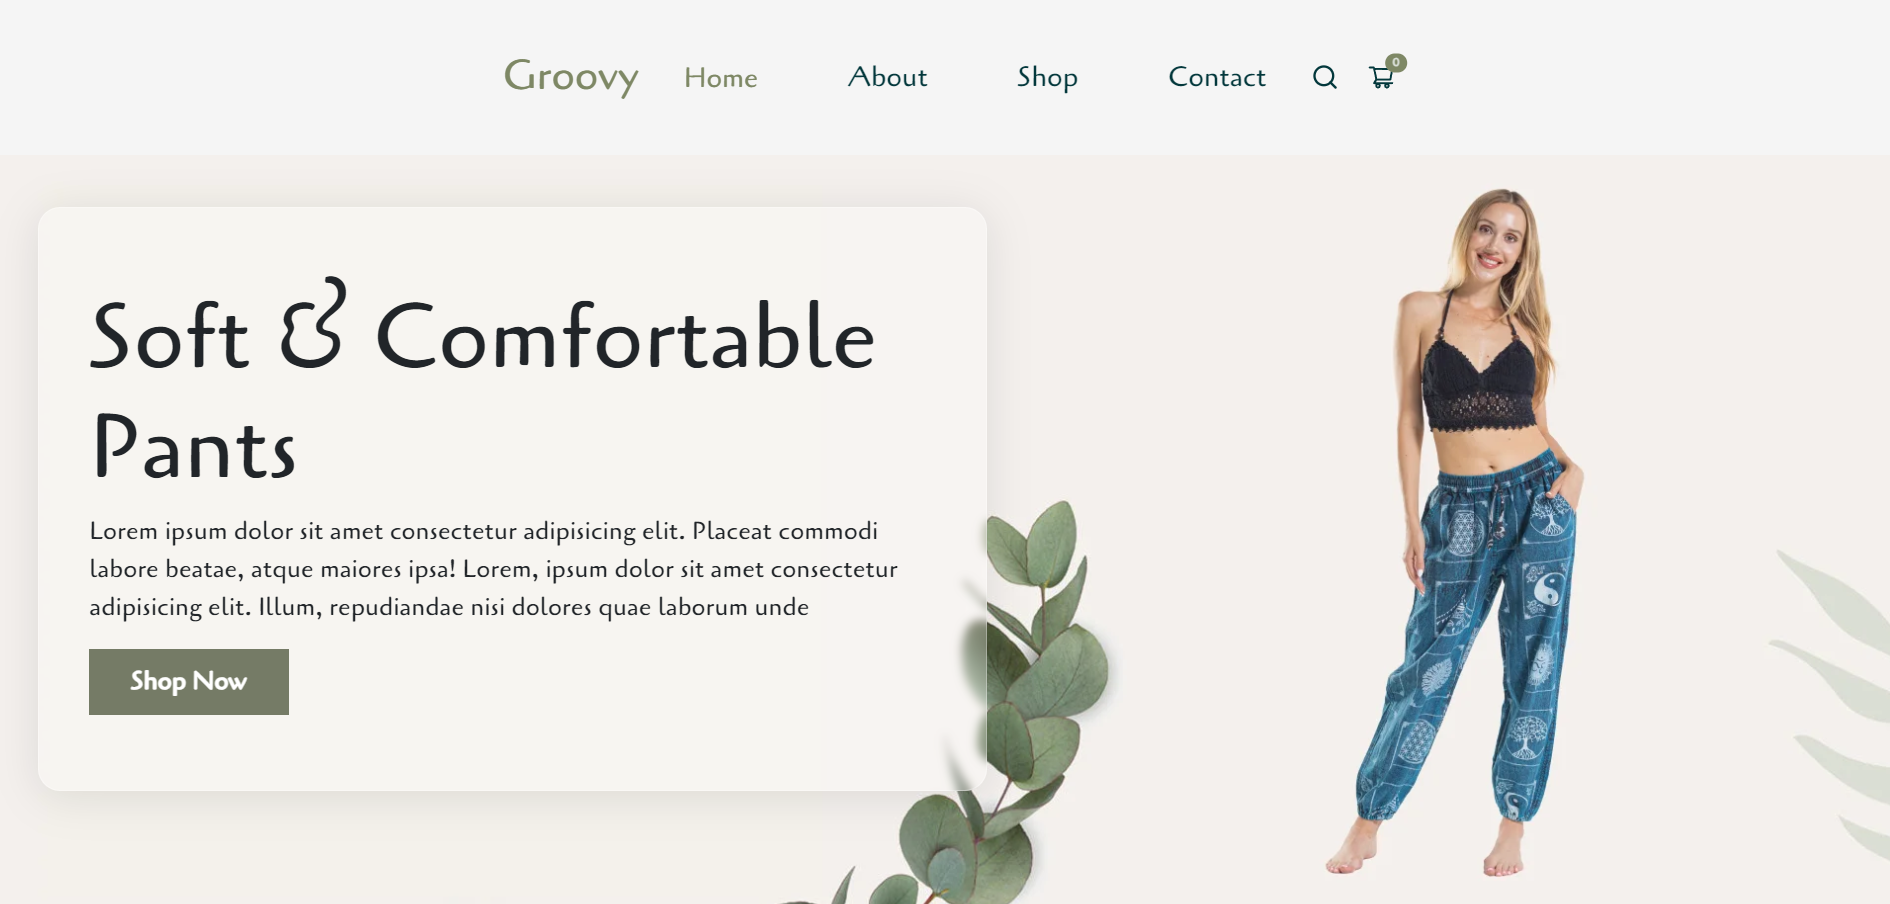 Groovy Home About Shop Contact 0
Soft & Comfortable
Pants
Lorem ipsum dolor sit amet consectetur adipisicing elit. Placeat commodi
labore beatae, atque maiores ipsa! Lorem, ipsum dolor sit amet consectetur
adipisicing elit. Illum, repudiandae nisi dolores quae laborum unde
Shop Now